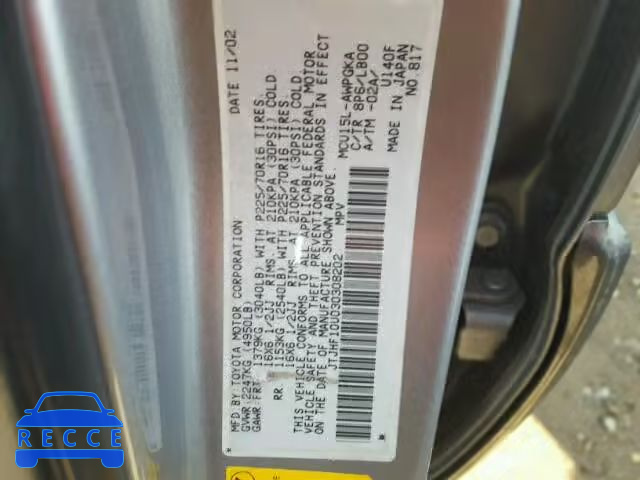 MFD BY TOYOTA MOTOR CORPORATION DATE 11/02
GVWR 2247KG (4950LB)
GAWR FRT. 1379KG (3040LB) WITH P225/70R16 TIRES.
16X6.1/2JJ RIMS. AT 210KPA (30PSI) COLD
RR. 1153KG (2540LB) WITH P225/70R16 TIRES.
16X6.1/2JJ RIMS. AT 210KPA (30PSI) COLD.
THIS VEHICLE CONFORMS TO ALL APPLICABLE FEDERAL MOTOR
VEHICLE SAFETY AND THEFT PREVENTION STANDARDS IN EFFECT
ON THE DATE OF MANUFACTURE SHOWN ABOVE.
JTJHF10U030308202 MPV
MCU15L-AWPGKA
C/TR 8P6/LB00
A/TM -02A/ U140F
MADE IN JAPAN NO.817
RECCE